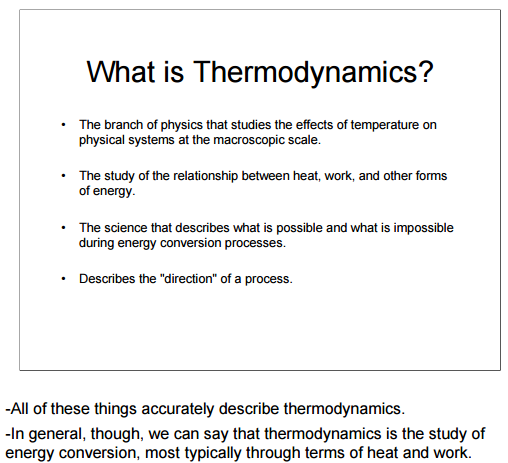 What is Thermodynamics?
• The branch of physics that studies the effects of temperature on
physical systems at the macroscopic scale.
• The study of the relationship between heat, work, and other forms
of energy.
• The science that describes what is possible and what is impossible
during energy conversion processes.
• Describes the "direction" of a process.
-All of these things accurately describe thermodynamics.
-In general, though, we can say that thermodynamics is the study of
energy conversion, most typically through terms of heat and work.